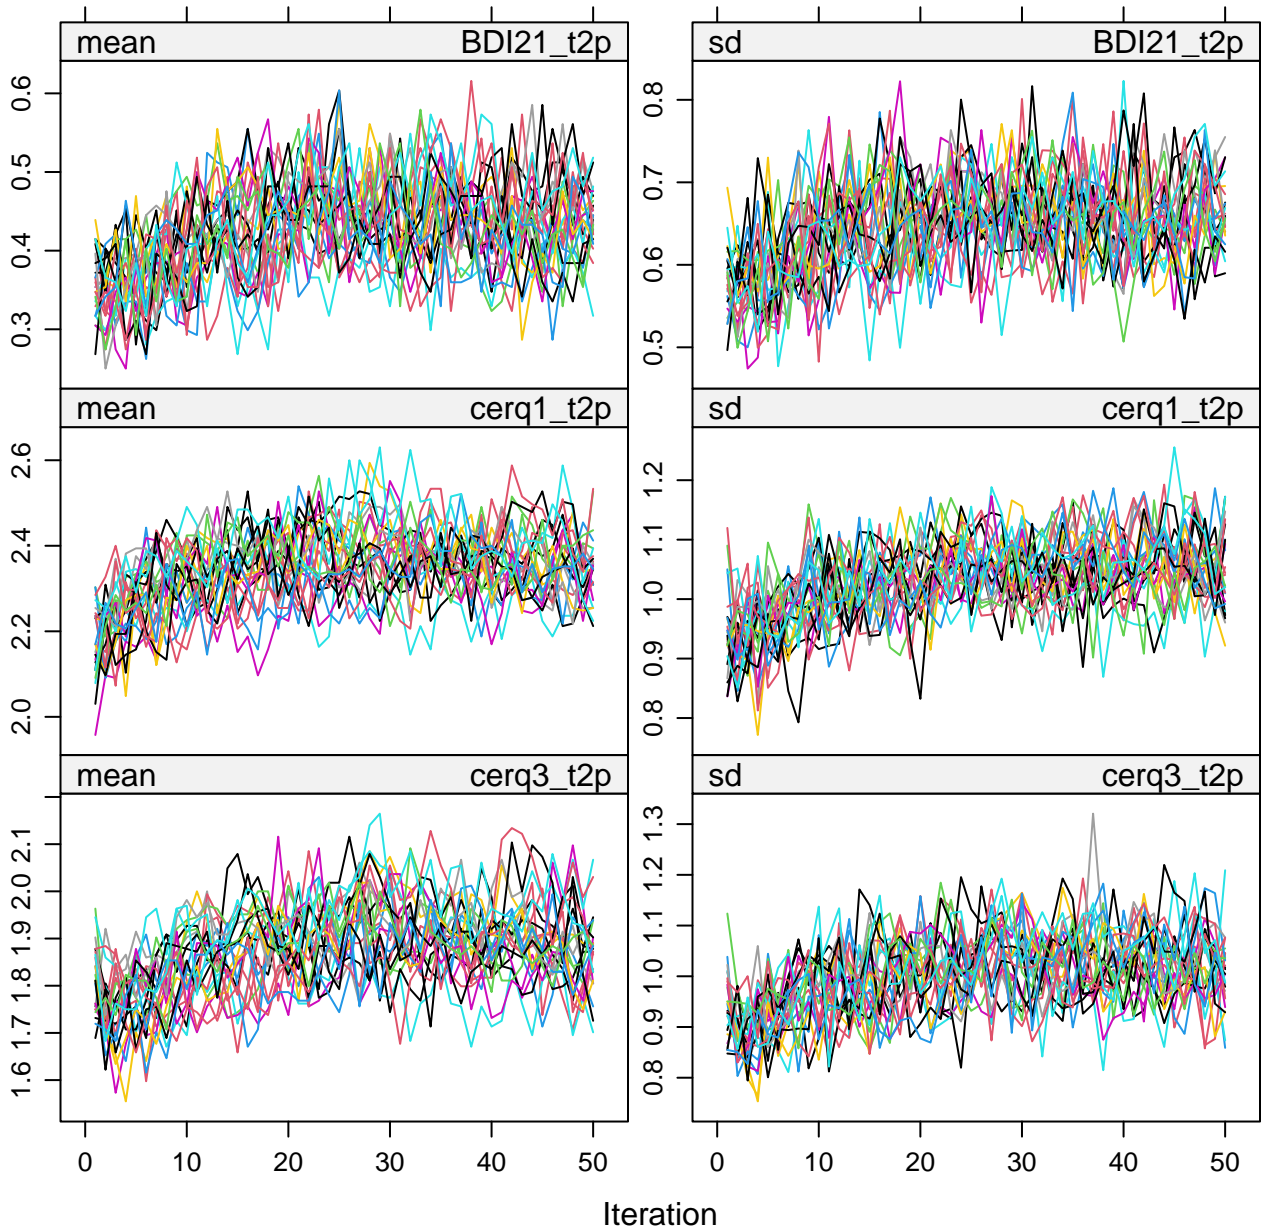 mean BDI21_t2p
sd BDI21_t2p
0.3 0.4 0.5 0.6
0.5 0.6 0.7 0.8
mean cerq1_t2p
sd cerq1_t2p
2.0 2.2 2.4 2.6
0.8 0.9 1.0 1.1 1.2
mean cerq3_t2p
sd cerq3_t2p
1.6 1.7 1.8 1.9 2.0 2.1
0.8 0.9 1.0 1.1 1.2 1.3
0 10 20 30 40 50
0 10 20 30 40 50
Iteration